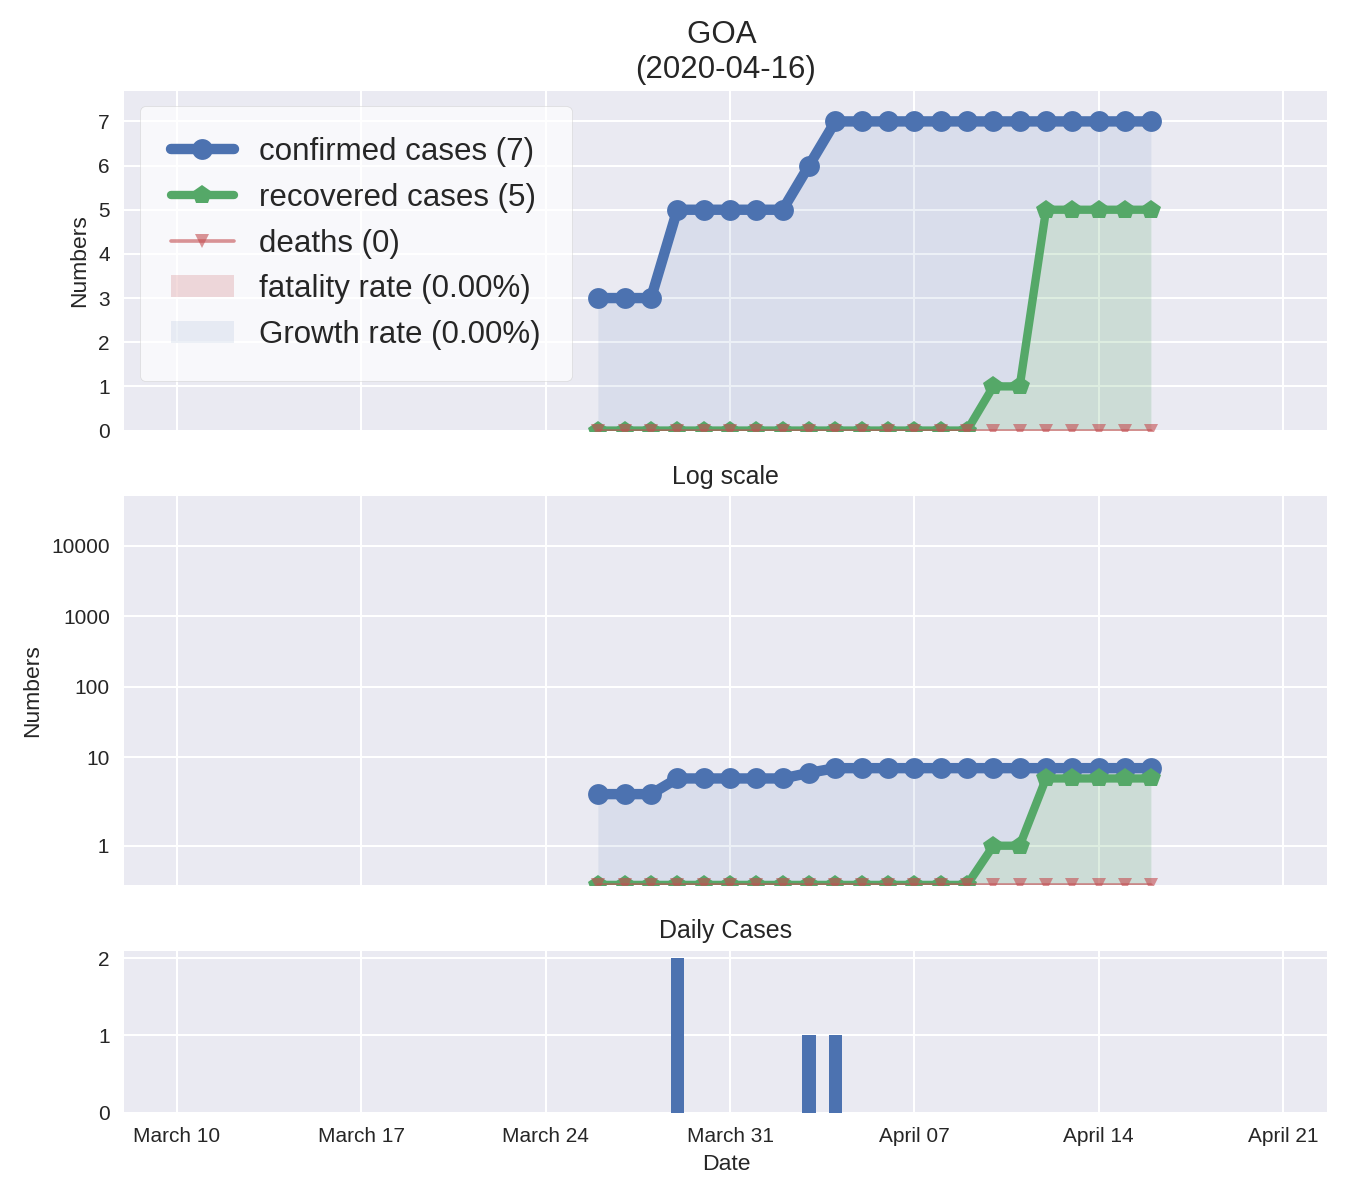 GOA
(2020-04-16)
7
6
5
4
3
2
1
0
Numbers
confirmed cases (7)
recovered cases (5)
deaths (0)
fatality rate (0.00%)
Growth rate (0.00%)
Log scale
10000
1000
100
10
1
Numbers
Daily Cases
2
1
0
March 10 March 17 March 24 March 31 April 07 April 14 April 21
Date